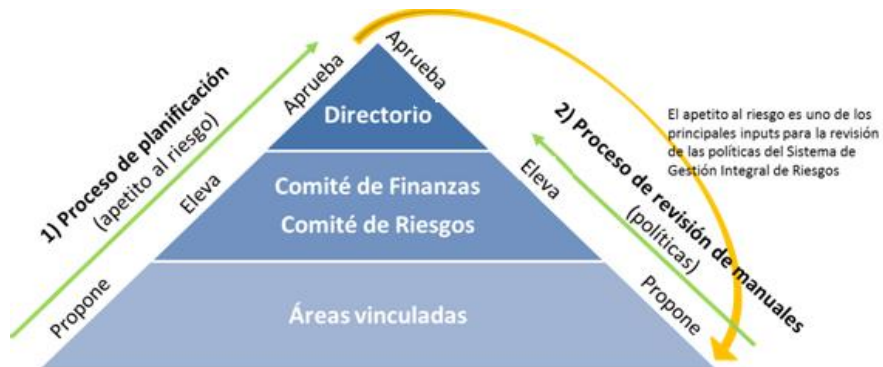 1) Proceso de planificación
(apetito al riesgo)
Propone
Eleva
Aprueba
Directorio
Comité de Finanzas
Comité de Riesgos
Áreas vinculadas
Aprueba
Eleva
Propone
2) Proceso de revisión de manuales
(políticas)
El apetito al riesgo es uno de los
principales inputs para la revisión
de las políticas del Sistema de
Gestión Integral de Riesgos